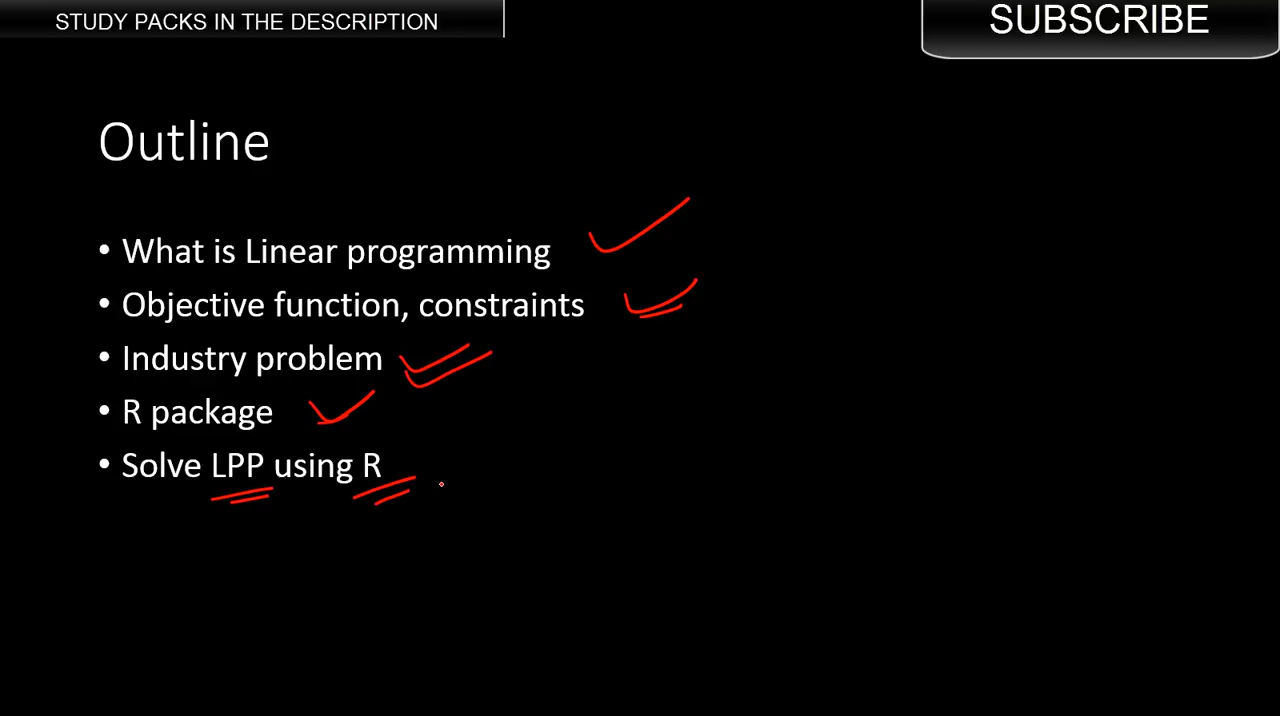 STUDY PACKS IN THE DESCRIPTION
SUBSCRIBE
Outline
• What is Linear programming
• Objective function, constraints
• Industry problem
• R package
• Solve LPP using R